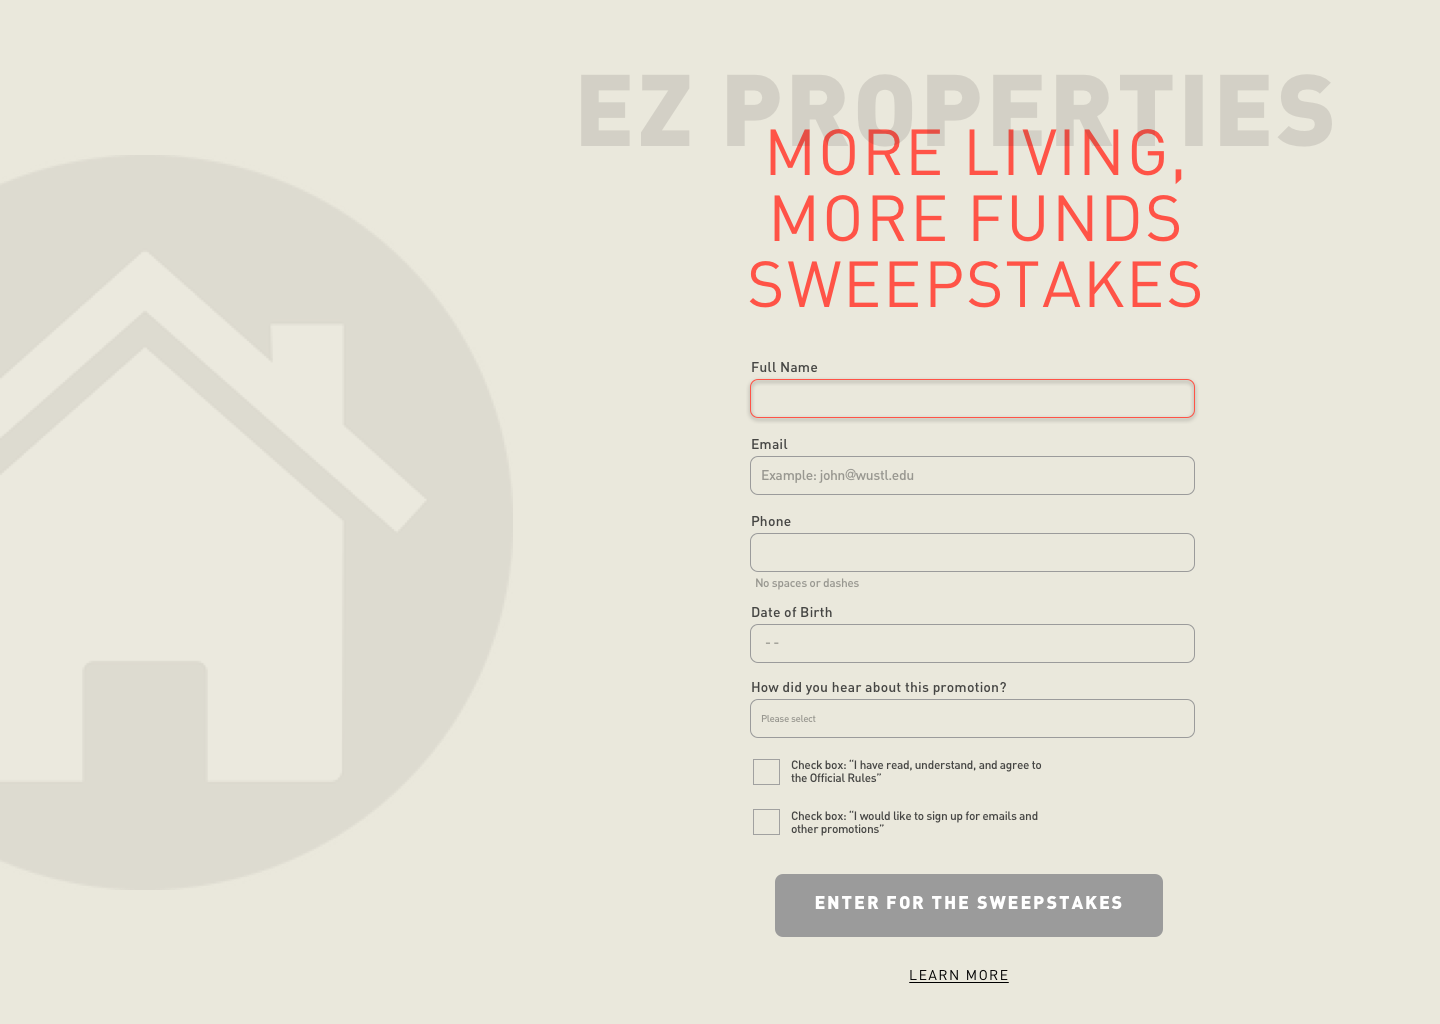 EZ PROPERTIES
MORE LIVING,
MORE FUNDS
SWEEPSTAKES
Full Name
Email
Example: john@wustl.edu
Phone
No spaces or dashes
Date of Birth
- -
How did you hear about this promotion?
Please select
Check box: "I have read, understand, and agree to
the Official Rules"
Check box: "I would like to sign up for emails and
other promotions"
ENTER FOR THE SWEEPSTAKES
LEARN MORE